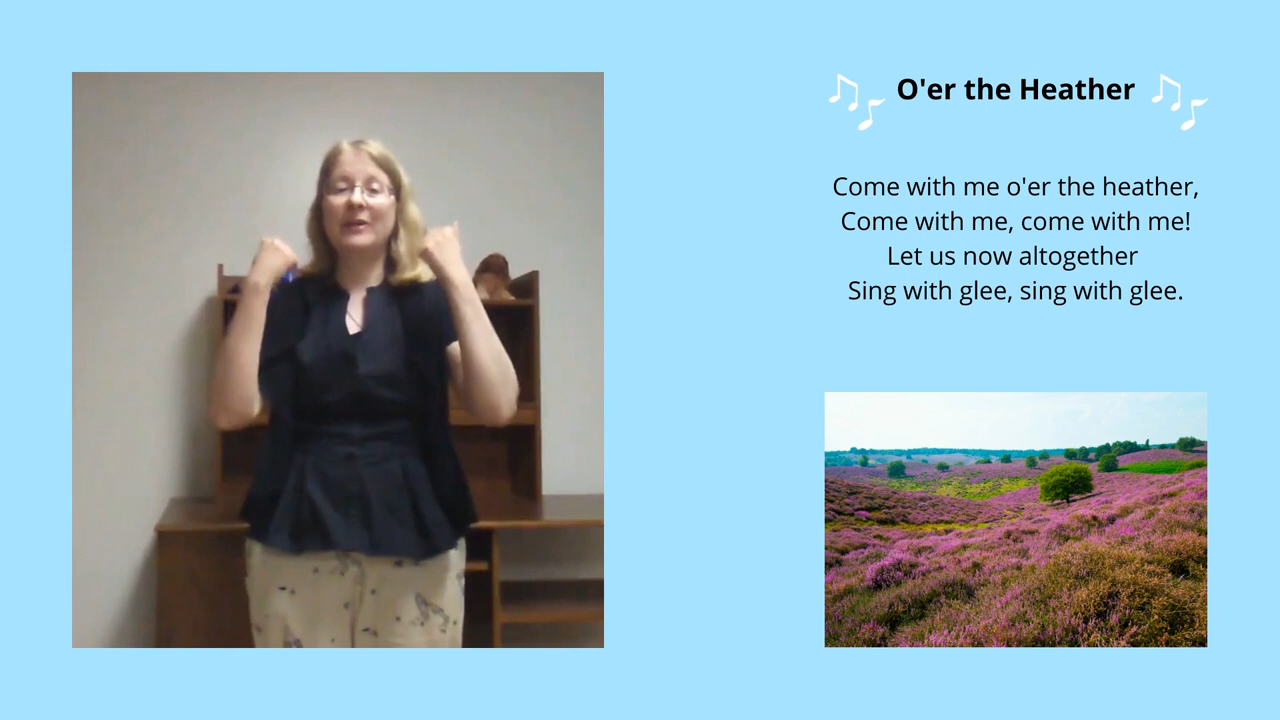 O'er the Heather
Come with me o'er the heather,
Come with me, come with me!
Let us now altogether
Sing with glee, sing with glee.